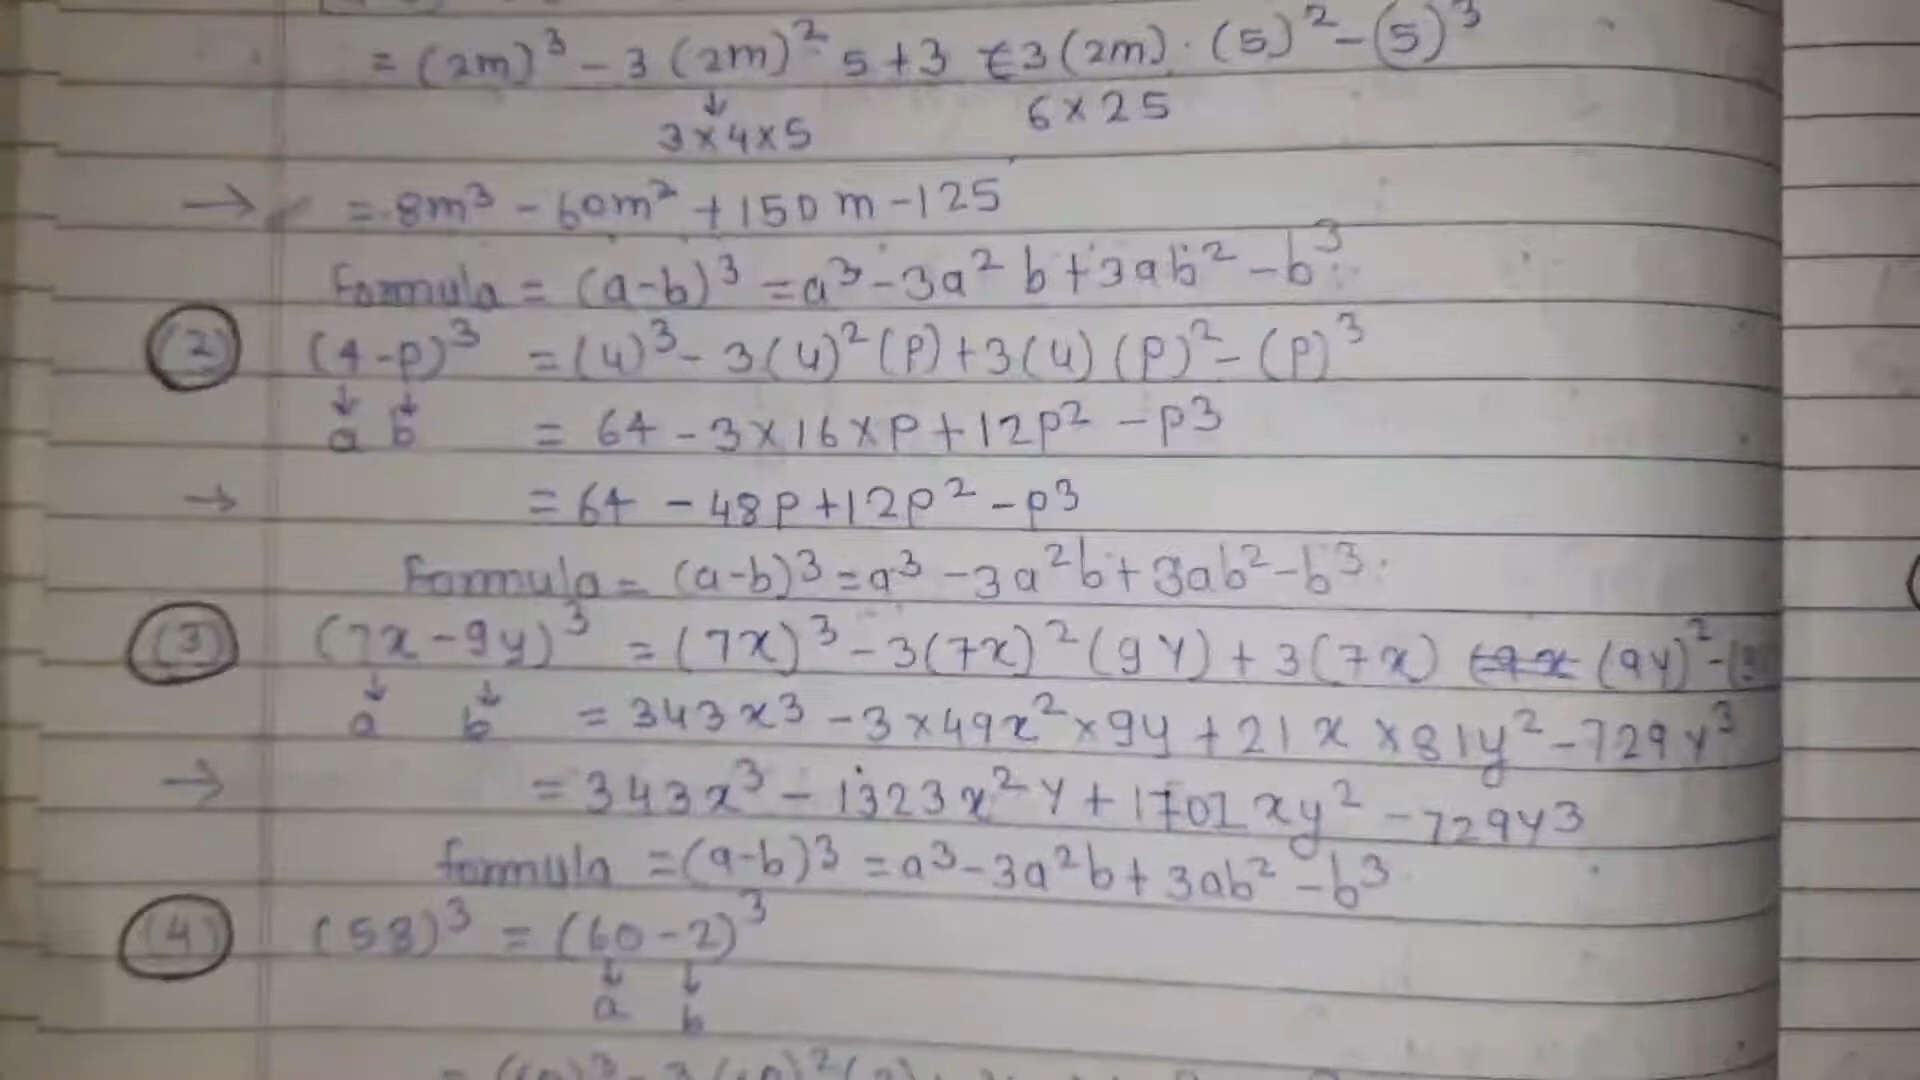 = (2m)³ - 3 (2m)² 5 + 3 3 (2m) · (5)² - (5)³
↓
3×4×5 6×25
→ = 8m³ - 60m² + 150m - 125
Formula = (a-b)³ = a³ - 3a² b + 3ab² - b³
(2) (4-p)³ = (4)³ - 3(4)² (P) + 3(4) (P)² - (P)³
↓ ↓
a b = 64 - 3×16×P + 12P² - P3
→ = 64 - 48P + 12P² - P3
Formula = (a-b)³ = a³ - 3a²b + 3ab² - b³
(3) (7x - 9y)³ = (7x)³ - 3(7x)² (9Y) + 3(7x) (9y)² - (
↓ ↓
a b = 343x3 - 3×49x² × 9y + 21x × 81y² - 729y³
→ = 343x³ - 1323x²Y + 1701xy² - 729Y3
formula = (a-b)³ = a³ - 3a²b + 3ab² - b³
(4) (58)³ = (60-2)³
↓ ↓
a b